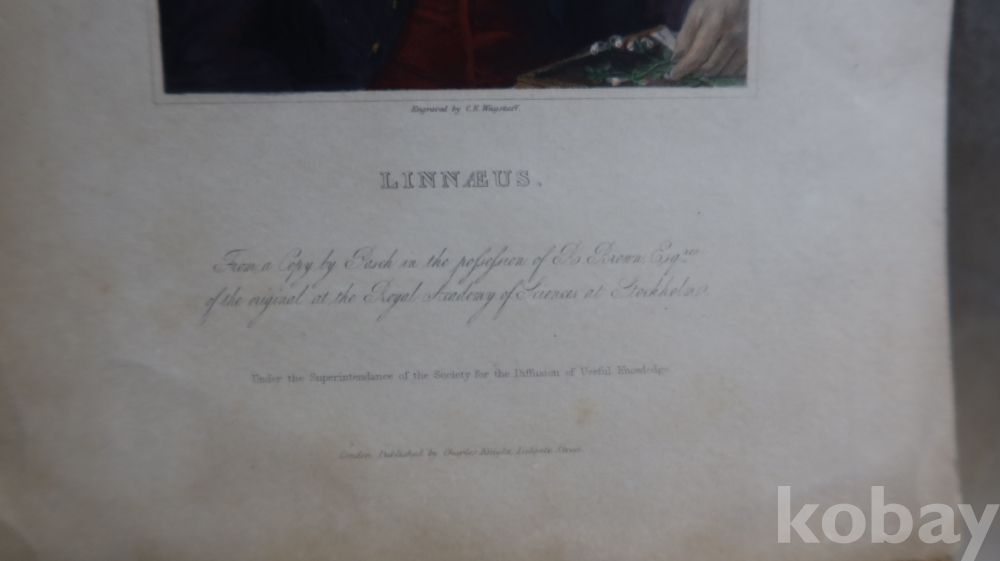 Engraved by C.E. Wagstaff.
LINNÆUS.
From a Copy by Pasch in the possession of R. Brown Esqre
of the original at the Royal Academy of Sciences at Stockholm.
Under the Superintendance of the Society for the Diffusion of Useful Knowledge.
London, Published by Charles Knight, Ludgate Street.
kobay